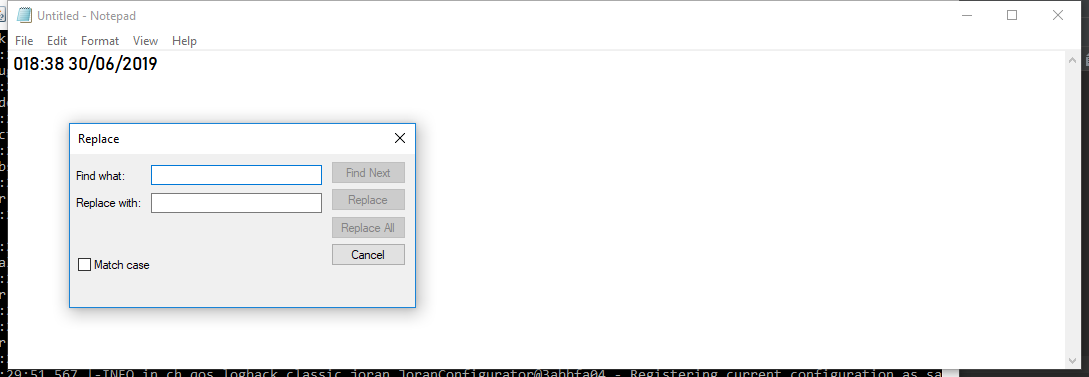 Untitled - Notepad
File Edit Format View Help
018:38 30/06/2019
Replace
Find what:
Find Next
Replace with:
Replace
Replace All
Cancel
Match case
:29:51,567 |-INFO in ch.qos.logback.classic.joran.JoranConfigurator@3abbfa04 - Registering current configuration as sa